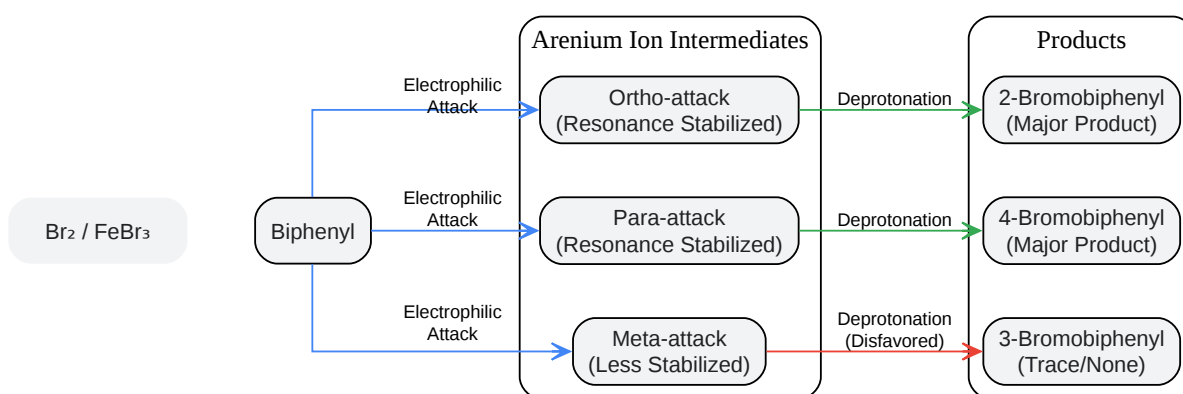 Arenium Ion Intermediates
Products
Electrophilic
Attack
Ortho-attack
(Resonance Stabilized)
Deprotonation
2-Bromobiphenyl
(Major Product)
Br₂ / FeBr₃
Biphenyl
Electrophilic
Attack
Para-attack
(Resonance Stabilized)
Deprotonation
4-Bromobiphenyl
(Major Product)
Electrophilic
Attack
Meta-attack
(Less Stabilized)
Deprotonation
(Disfavored)
3-Bromobiphenyl
(Trace/None)